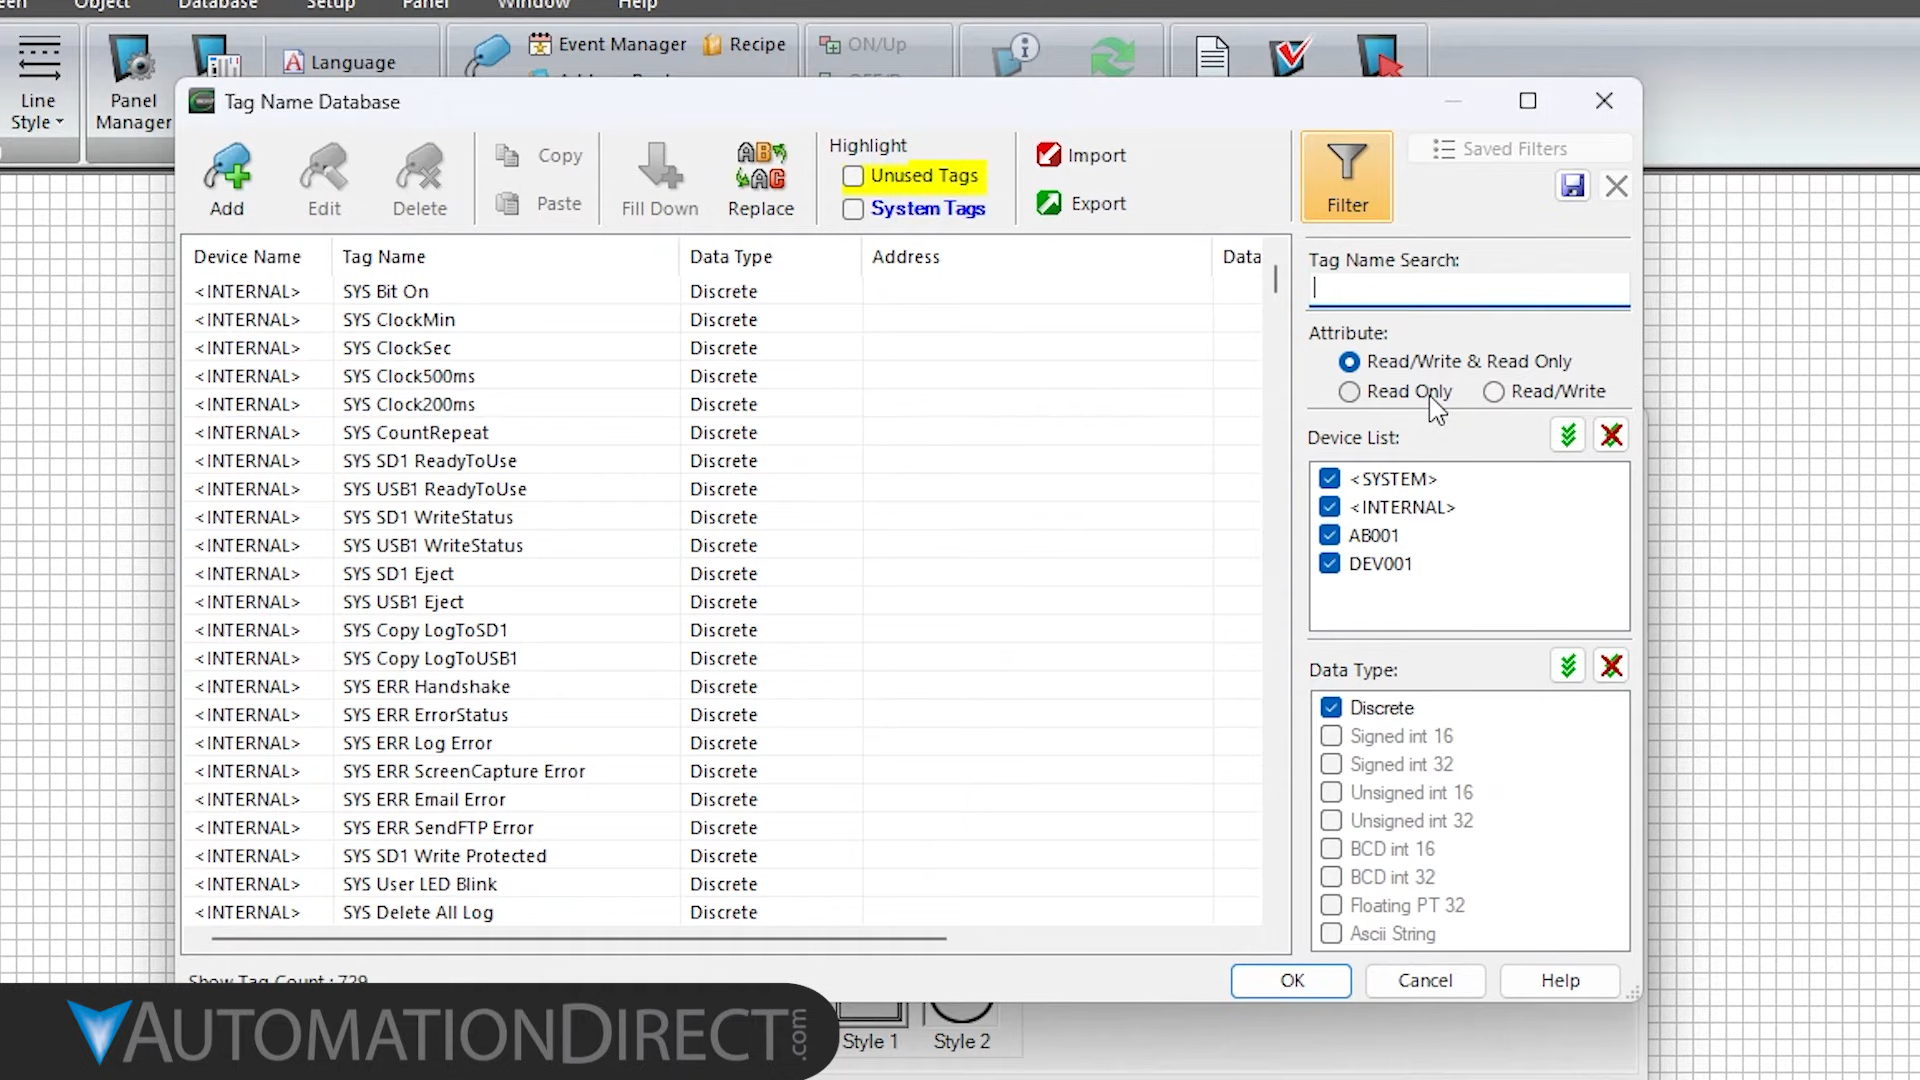 Object Database Setup Panel Window Help
Line
Style
Panel
Manager
Language
Event Manager
Recipe
ON/Up
Tag Name Database
Add
Edit
Delete
Copy
Paste
Fill Down
Replace
Highlight
Unused Tags
System Tags
Import
Export
Filter
Saved Filters
Device Name Tag Name Data Type Address Data
<INTERNAL> SYS Bit On Discrete
<INTERNAL> SYS ClockMin Discrete
<INTERNAL> SYS ClockSec Discrete
<INTERNAL> SYS Clock500ms Discrete
<INTERNAL> SYS Clock200ms Discrete
<INTERNAL> SYS CountRepeat Discrete
<INTERNAL> SYS SD1 ReadyToUse Discrete
<INTERNAL> SYS USB1 ReadyToUse Discrete
<INTERNAL> SYS SD1 WriteStatus Discrete
<INTERNAL> SYS USB1 WriteStatus Discrete
<INTERNAL> SYS SD1 Eject Discrete
<INTERNAL> SYS USB1 Eject Discrete
<INTERNAL> SYS Copy LogToSD1 Discrete
<INTERNAL> SYS Copy LogToUSB1 Discrete
<INTERNAL> SYS ERR Handshake Discrete
<INTERNAL> SYS ERR ErrorStatus Discrete
<INTERNAL> SYS ERR Log Error Discrete
<INTERNAL> SYS ERR ScreenCapture Error Discrete
<INTERNAL> SYS ERR Email Error Discrete
<INTERNAL> SYS ERR SendFTP Error Discrete
<INTERNAL> SYS SD1 Write Protected Discrete
<INTERNAL> SYS User LED Blink Discrete
<INTERNAL> SYS Delete All Log Discrete
Show Tag Count : 729
Tag Name Search:
Attribute:
Read/Write & Read Only
Read Only Read/Write
Device List:
<SYSTEM>
<INTERNAL>
AB001
DEV001
Data Type:
Discrete
Signed int 16
Signed int 32
Unsigned int 16
Unsigned int 32
BCD int 16
BCD int 32
Floating PT 32
Ascii String
OK Cancel Help
Style 1 Style 2
AUTOMATIONDIRECT.com